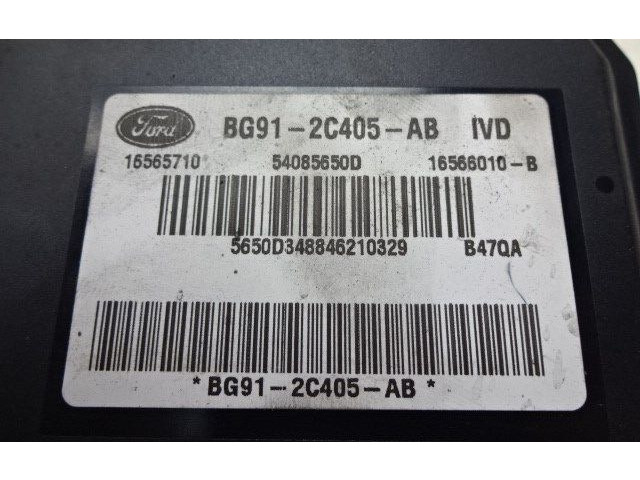 Ford BG91-2C405-AB IVD
16565710 54085650D 16566010-B
5650D348846210329 B47QA
*BG91-2C405-AB*